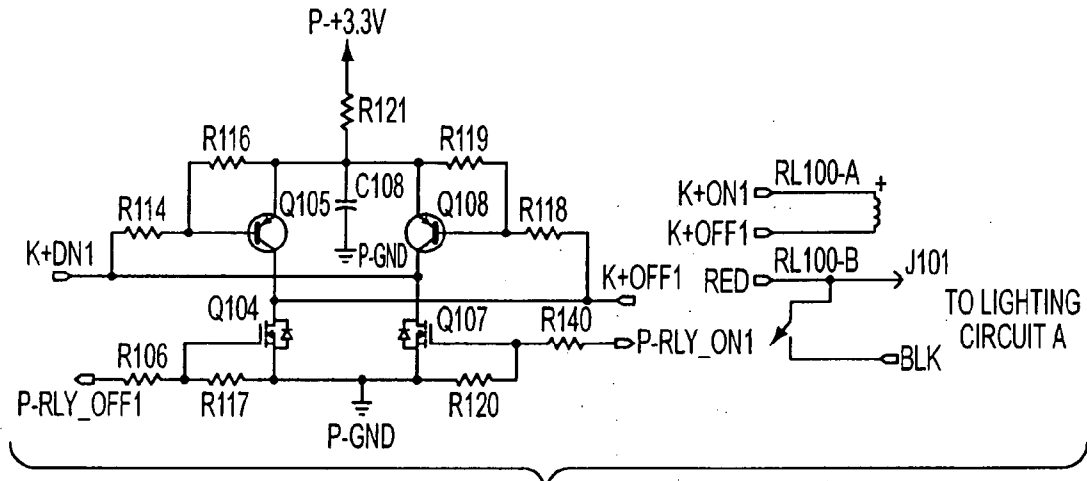 P-+3.3V
R121
R116
R119
C108
Q105
Q108
R114
R118
RL100-A
+
K+ON1
K+OFF1
P-GND
K+DN1
K+OFF1
RL100-B
RED
J101
Q104
Q107
R140
TO LIGHTING
CIRCUIT A
P-RLY_ON1
BLK
R106
R117
R120
P-RLY_OFF1
P-GND